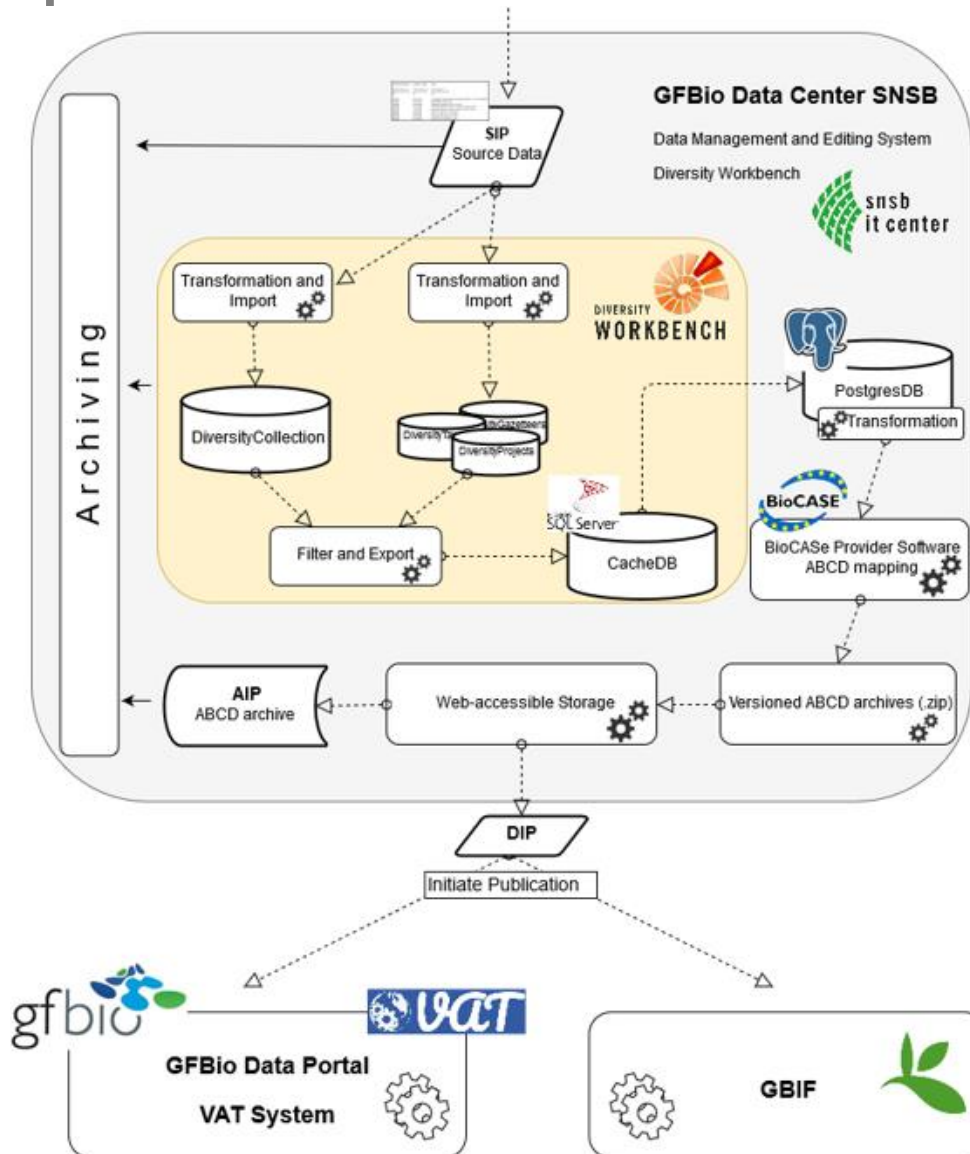 GFBio Data Center SNSB
SIP
Source Data
Data Management and Editing System
Diversity Workbench
snsb
it center
Archiving
Transformation and
Import
Transformation and
Import
DIVERSITY
WORKBENCH
PostgresDB
Transformation
DiversityCollection
DiversityProjects
BioCASE
SQL Server
Filter and Export
CacheDB
BioCASe Provider Software
ABCD mapping
AIP
ABCD archive
Web-accessible Storage
Versioned ABCD archives (.zip)
DIP
Initiate Publication
gfbio
VAT
GFBio Data Portal
VAT System
GBIF